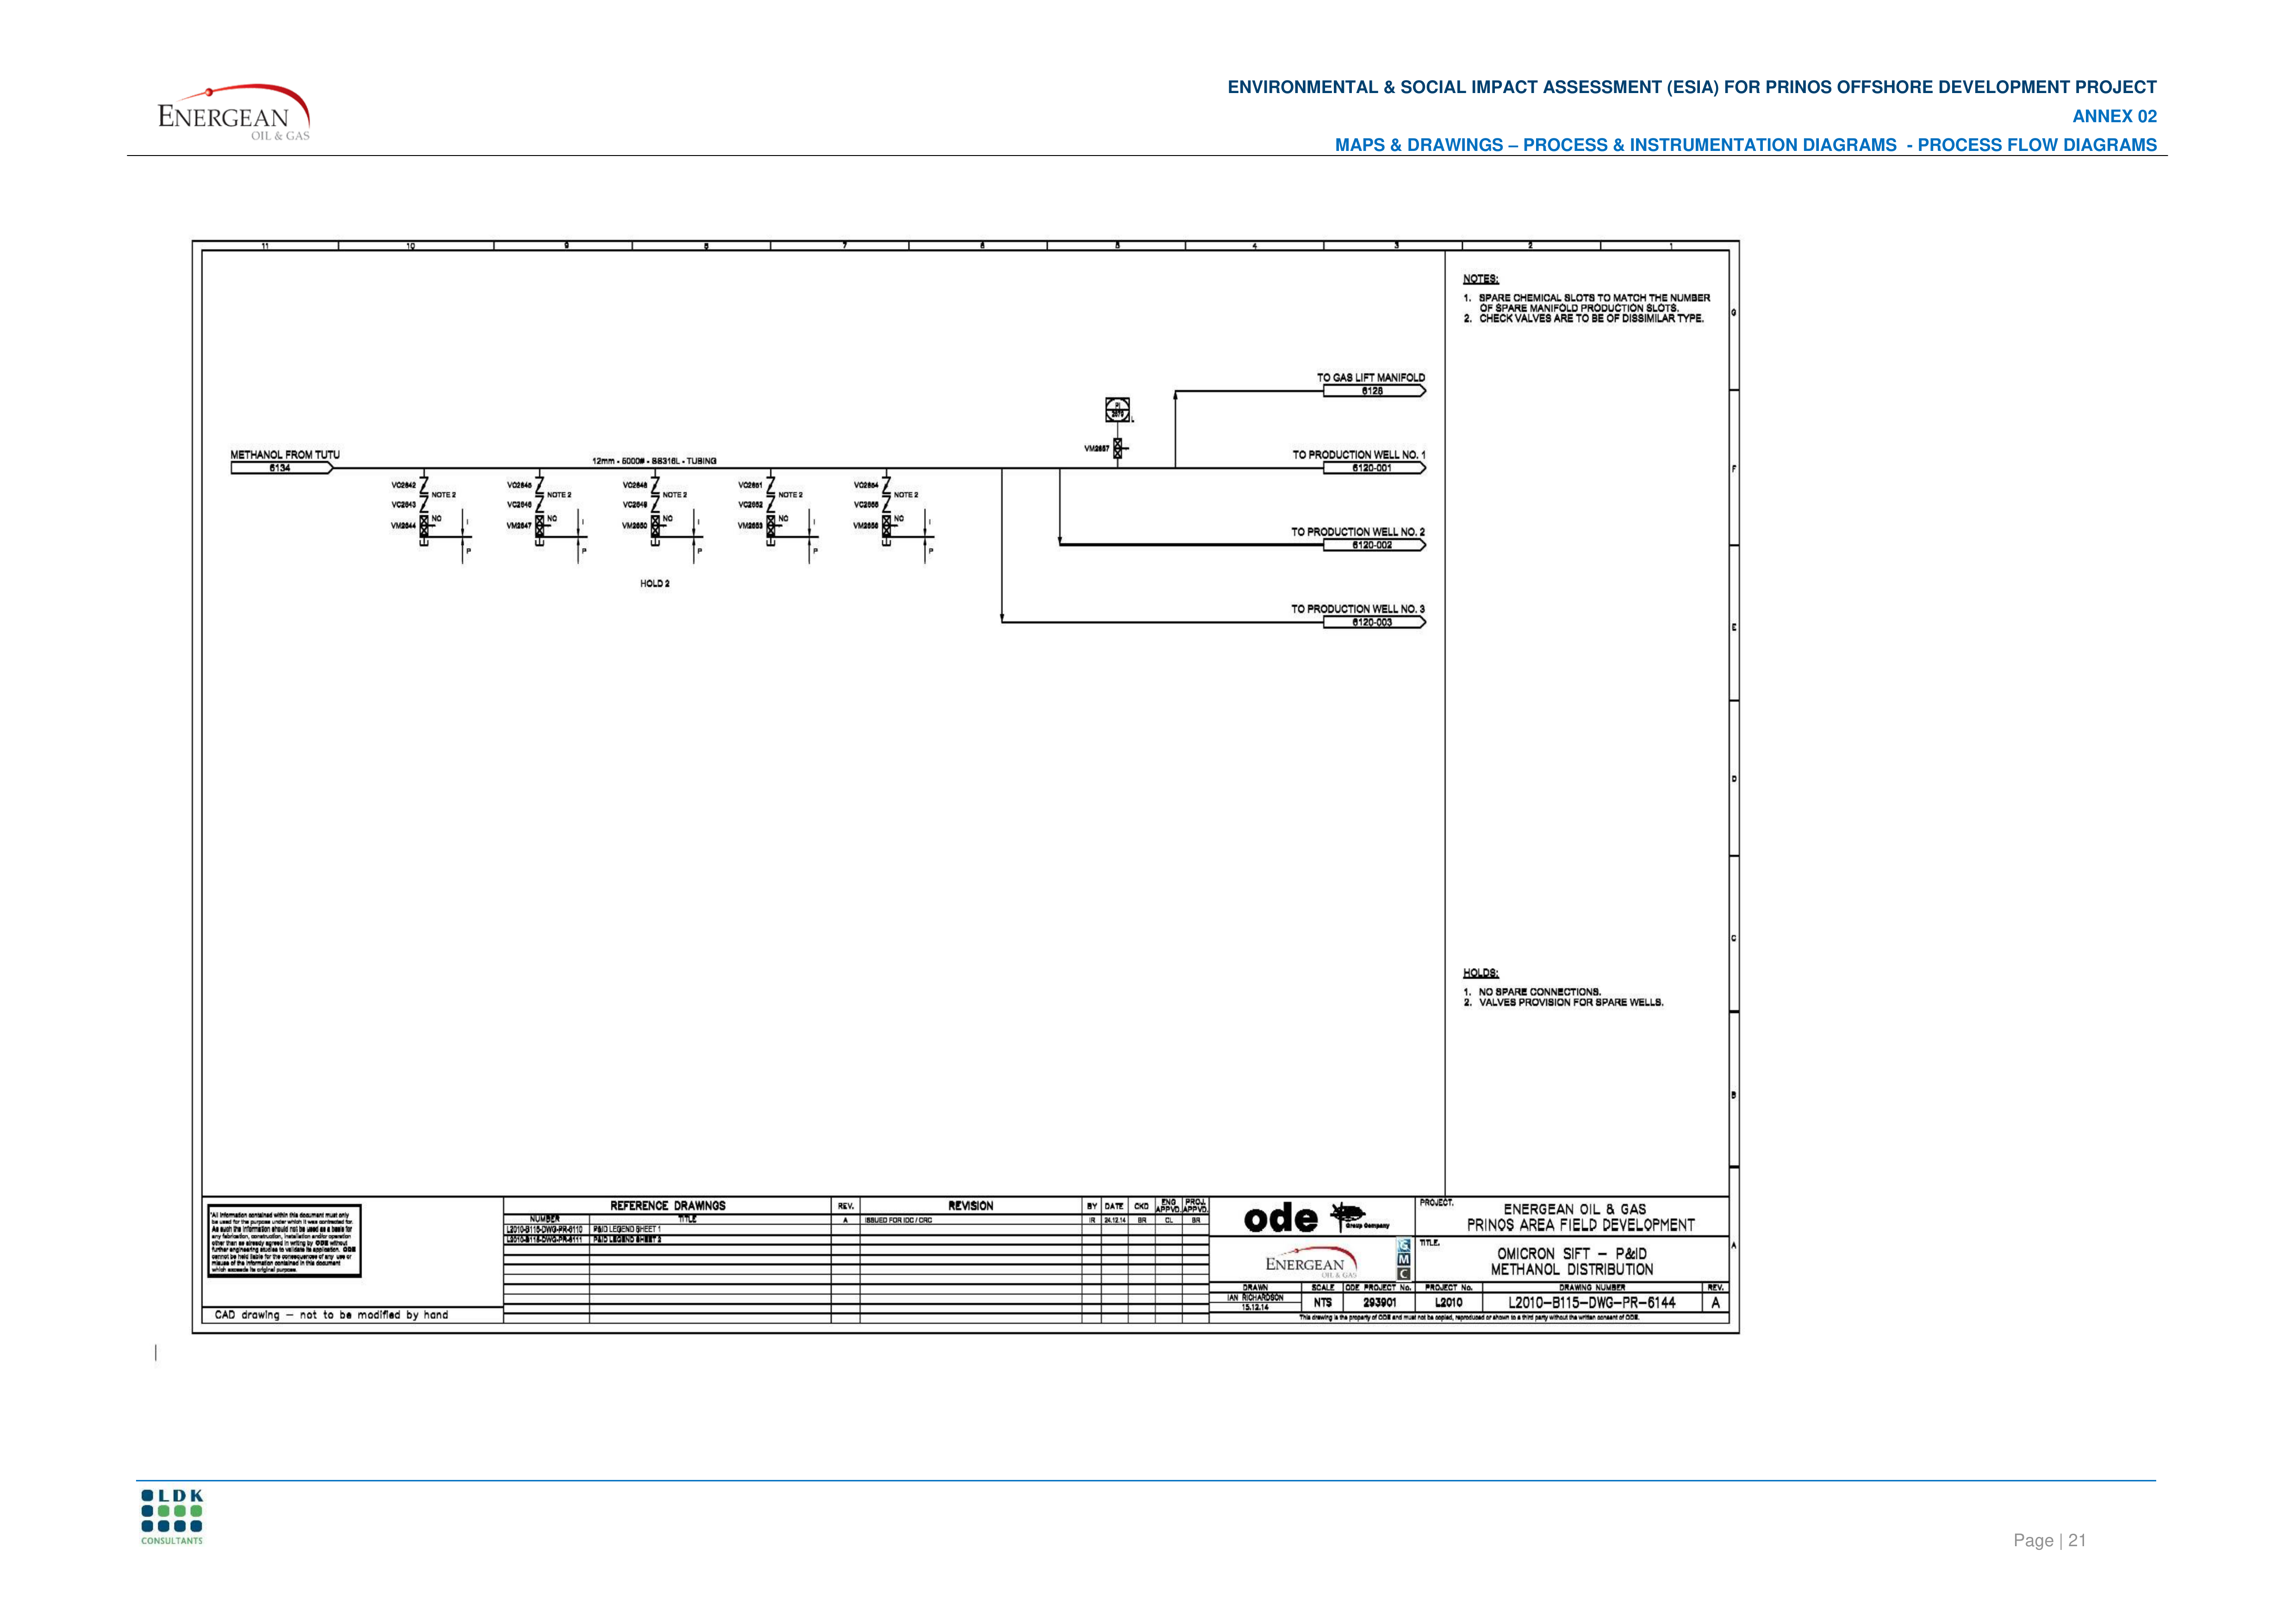 ENERGEAN
OIL & GAS
ENVIRONMENTAL & SOCIAL IMPACT ASSESSMENT (ESIA) FOR PRINOS OFFSHORE DEVELOPMENT PROJECT
ANNEX 02
MAPS & DRAWINGS – PROCESS & INSTRUMENTATION DIAGRAMS - PROCESS FLOW DIAGRAMS
11 10 9 8 7 6 5 4 3 2 1
NOTES:
1. SPARE CHEMICAL SLOTS TO MATCH THE NUMBER
OF SPARE MANIFOLD PRODUCTION SLOTS.
2. CHECK VALVES ARE TO BE OF DISSIMILAR TYPE.
G
TO GAS LIFT MANIFOLD
6128
PI
VM2657
METHANOL FROM TUTU
6134
12mm - 5000# - SS316L - TUBING
TO PRODUCTION WELL NO. 1
6120-001
F
VC2642 VC2645 VC2648 VC2651 VC2654
NOTE 2 NOTE 2 NOTE 2 NOTE 2 NOTE 2
VC2643 VC2646 VC2649 VC2652 VC2655
NO NO NO NO NO
VM2644 VM2647 VM2650 VM2653 VM2656
I I I I I
P P P P P
TO PRODUCTION WELL NO. 2
6120-002
HOLD 2
TO PRODUCTION WELL NO. 3
6120-003
E
D
C
HOLDS:
1. NO SPARE CONNECTIONS.
2. VALVES PROVISION FOR SPARE WELLS.
B
A
"All information contained within this document must only
be used for the purpose under which it was contracted for.
As such the information should not be used as a basis for
any fabrication, construction, installation and/or operation
other than as already agreed in writing by ODE without
further engineering studies to validate its application. ODE
cannot be held liable for the consequences of any use or
misuse of the information contained in this document
which exceeds its original purpose.
CAD drawing – not to be modified by hand
REFERENCE DRAWINGS
NUMBER TITLE
L2010-B115-DWG-PR-6110 P&ID LEGEND SHEET 1
L2010-B115-DWG-PR-6111 P&ID LEGEND SHEET 2
REV. REVISION BY DATE CKD ENG APPVD. PROJ. APPVD.
A ISSUED FOR IDC / CRC IR 24.12.14 BR CL BR
ode
Group Company
ENERGEAN
OIL & GAS
G
M
C
PROJECT.
ENERGEAN OIL & GAS
PRINOS AREA FIELD DEVELOPMENT
TITLE.
OMICRON SIFT – P&ID
METHANOL DISTRIBUTION
DRAWN SCALE ODE PROJECT No. PROJECT No. DRAWING NUMBER REV.
IAN RICHARDSON
15.12.14
NTS 293901 L2010 L2010–B115–DWG–PR–6144 A
This drawing is the property of ODE and must not be copied, reproduced or shown to a third party without the written consent of ODE.
LDK
CONSULTANTS
Page | 21